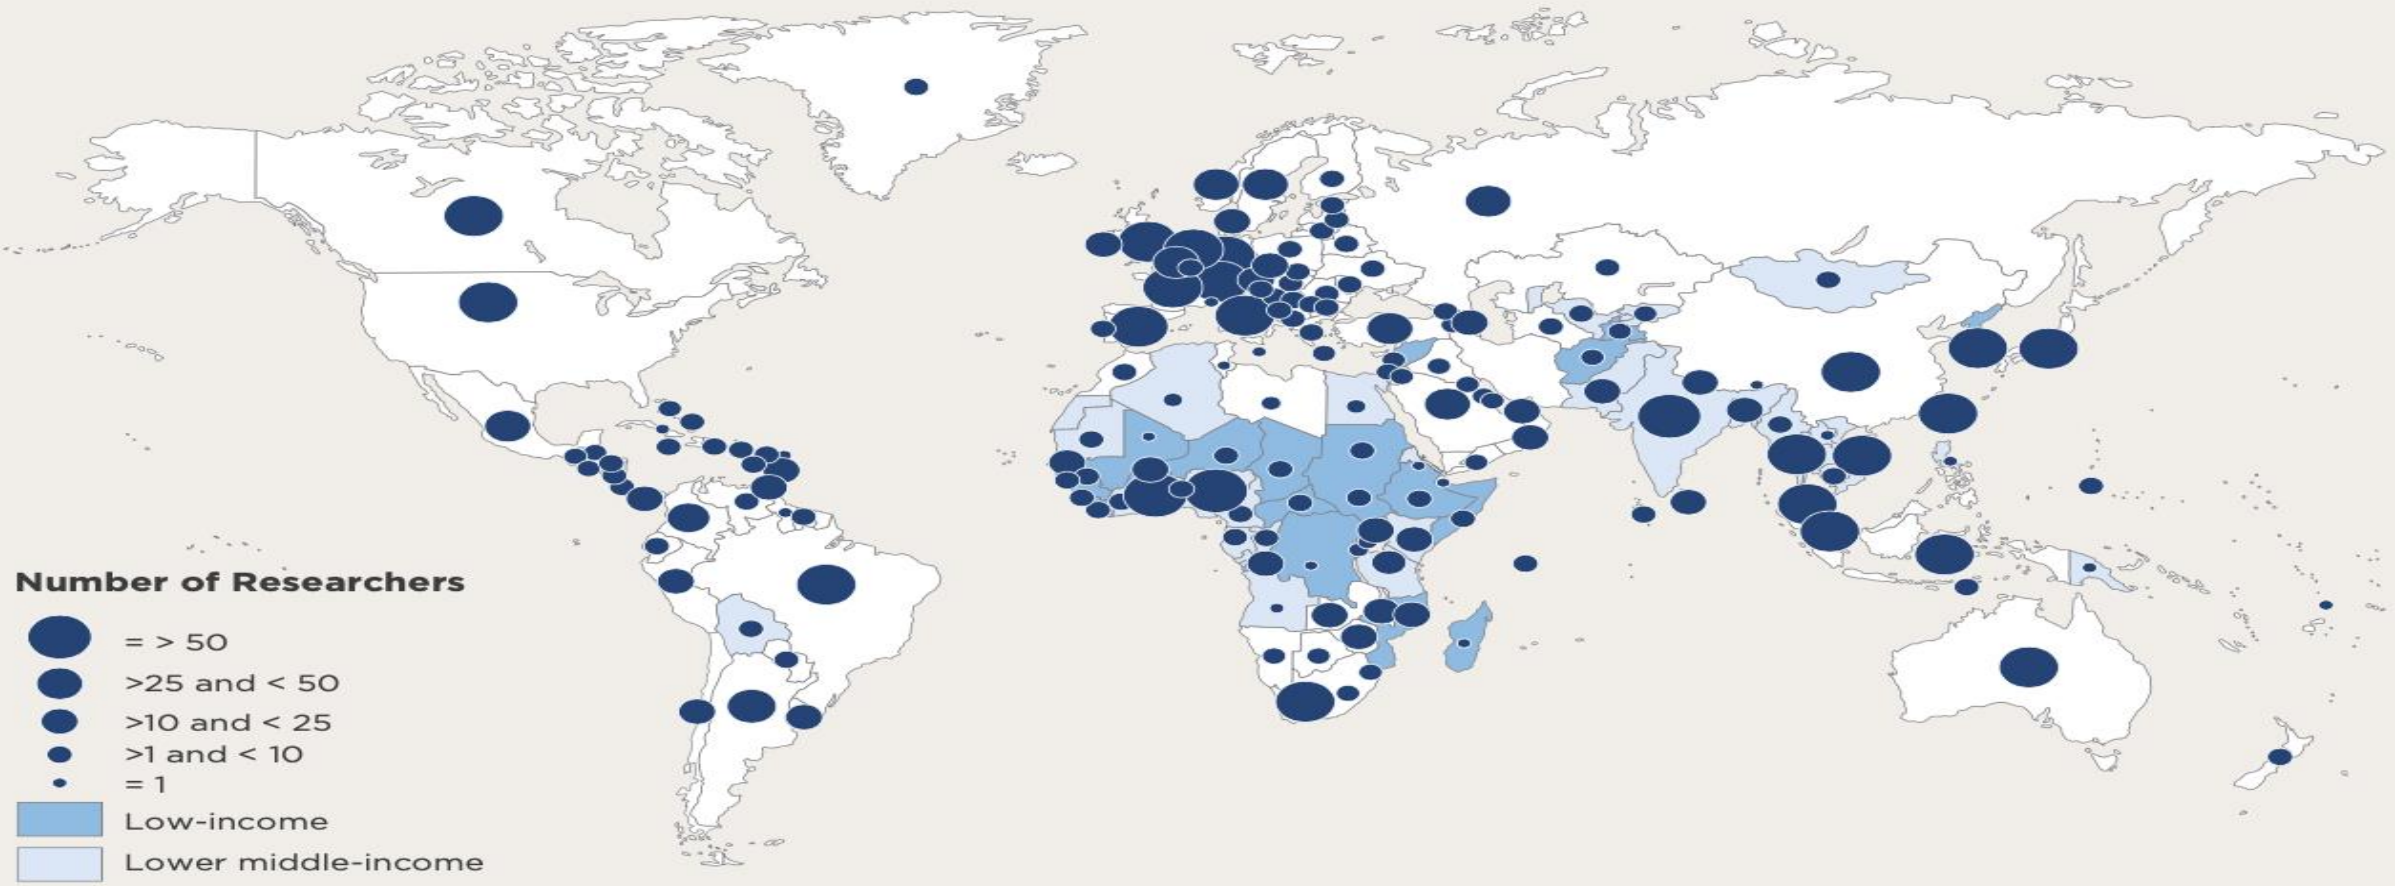 Number of Researchers
= > 50
>25 and < 50
>10 and < 25
>1 and < 10
= 1
Low-income
Lower middle-income